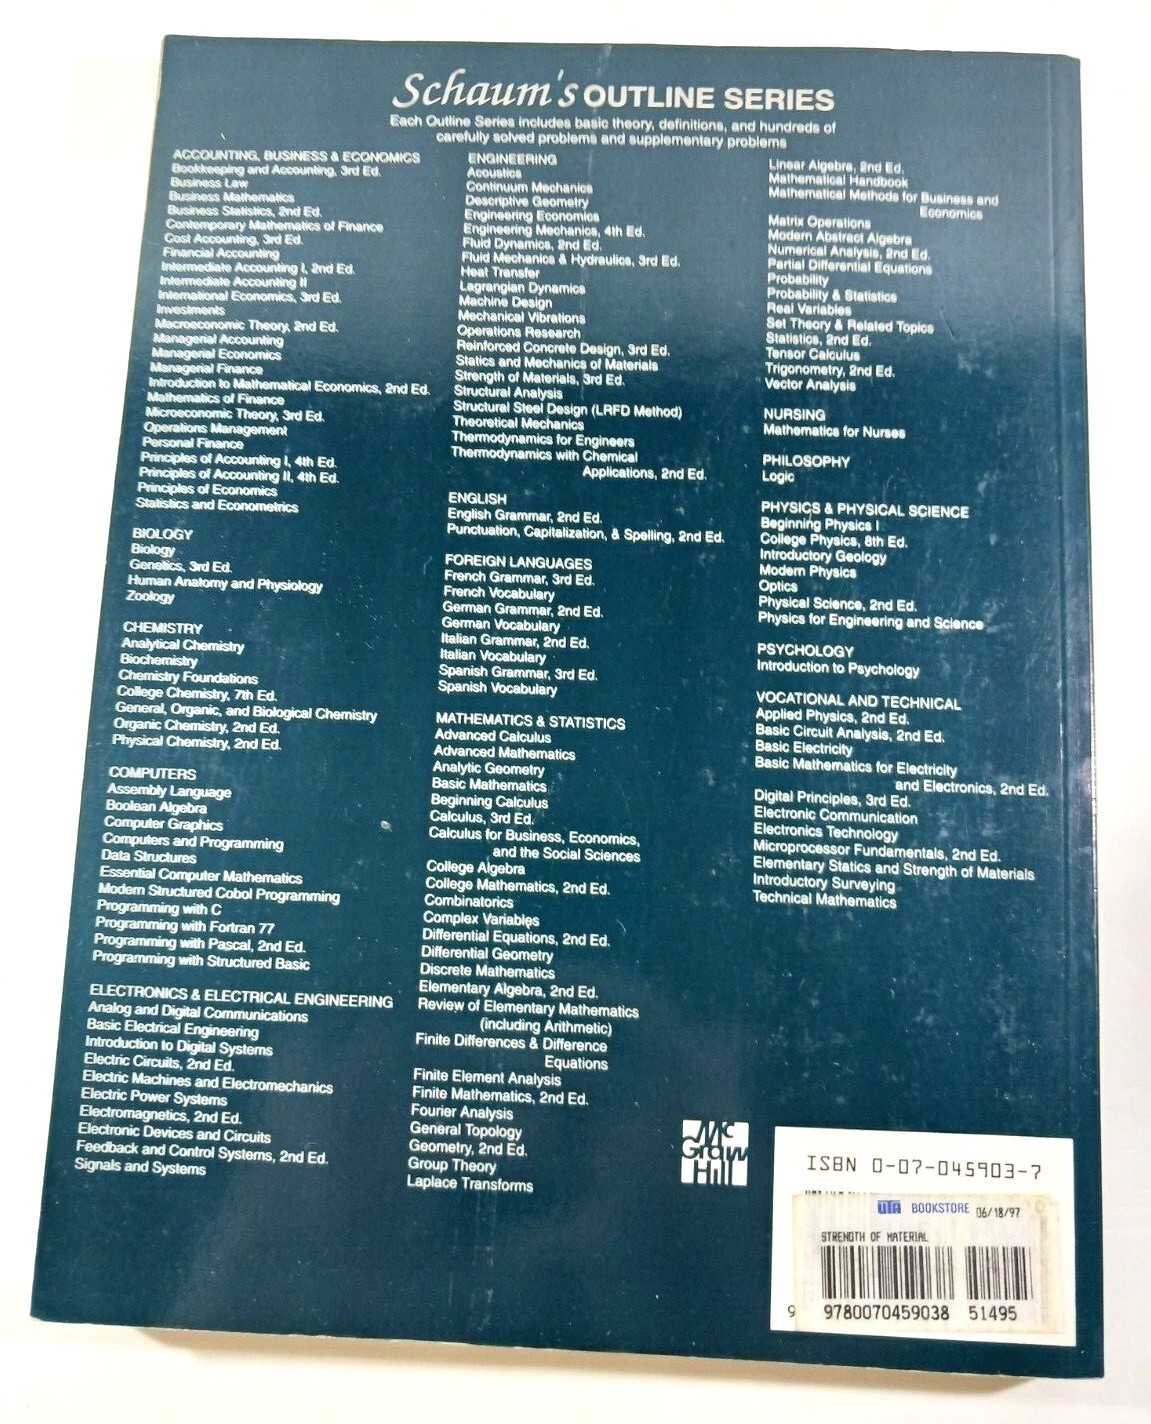 Schaum's OUTLINE SERIES
Each Outline Series includes basic theory, definitions, and hundreds of
carefully solved problems and supplementary problems
ACCOUNTING, BUSINESS & ECONOMICS
Bookkeeping and Accounting, 3rd Ed.
Business Law
Business Mathematics
Business Statistics, 2nd Ed.
Contemporary Mathematics of Finance
Cost Accounting, 3rd Ed.
Financial Accounting
Intermediate Accounting I, 2nd Ed.
Intermediate Accounting II
International Economics, 3rd Ed.
Investments
Macroeconomic Theory, 2nd Ed.
Managerial Accounting
Managerial Economics
Managerial Finance
Introduction to Mathematical Economics, 2nd Ed.
Mathematics of Finance
Microeconomic Theory, 3rd Ed.
Operations Management
Personal Finance
Principles of Accounting I, 4th Ed.
Principles of Accounting II, 4th Ed.
Principles of Economics
Statistics and Econometrics
BIOLOGY
Biology
Genetics, 3rd Ed.
Human Anatomy and Physiology
Zoology
CHEMISTRY
Analytical Chemistry
Biochemistry
Chemistry Foundations
College Chemistry, 7th Ed.
General, Organic, and Biological Chemistry
Organic Chemistry, 2nd Ed.
Physical Chemistry, 2nd Ed.
COMPUTERS
Assembly Language
Boolean Algebra
Computer Graphics
Computers and Programming
Data Structures
Essential Computer Mathematics
Modern Structured Cobol Programming
Programming with C
Programming with Fortran 77
Programming with Pascal, 2nd Ed.
Programming with Structured Basic
ELECTRONICS & ELECTRICAL ENGINEERING
Analog and Digital Communications
Basic Electrical Engineering
Introduction to Digital Systems
Electric Circuits, 2nd Ed.
Electric Machines and Electromechanics
Electric Power Systems
Electromagnetics, 2nd Ed.
Electronic Devices and Circuits
Feedback and Control Systems, 2nd Ed.
Signals and Systems
ENGINEERING
Acoustics
Continuum Mechanics
Descriptive Geometry
Engineering Economics
Engineering Mechanics, 4th Ed.
Fluid Dynamics, 2nd Ed.
Fluid Mechanics & Hydraulics, 3rd Ed.
Heat Transfer
Lagrangian Dynamics
Machine Design
Mechanical Vibrations
Operations Research
Reinforced Concrete Design, 3rd Ed.
Statics and Mechanics of Materials
Strength of Materials, 3rd Ed.
Structural Analysis
Structural Steel Design (LRFD Method)
Theoretical Mechanics
Thermodynamics for Engineers
Thermodynamics with Chemical
Applications, 2nd Ed.
ENGLISH
English Grammar, 2nd Ed.
Punctuation, Capitalization, & Spelling, 2nd Ed.
FOREIGN LANGUAGES
French Grammar, 3rd Ed.
French Vocabulary
German Grammar, 2nd Ed.
German Vocabulary
Italian Grammar, 2nd Ed.
Italian Vocabulary
Spanish Grammar, 3rd Ed.
Spanish Vocabulary
MATHEMATICS & STATISTICS
Advanced Calculus
Advanced Mathematics
Analytic Geometry
Basic Mathematics
Beginning Calculus
Calculus, 3rd Ed.
Calculus for Business, Economics,
and the Social Sciences
College Algebra
College Mathematics, 2nd Ed.
Combinatorics
Complex Variables
Differential Equations, 2nd Ed.
Differential Geometry
Discrete Mathematics
Elementary Algebra, 2nd Ed.
Review of Elementary Mathematics
(including Arithmetic)
Finite Differences & Difference
Equations
Finite Element Analysis
Finite Mathematics, 2nd Ed.
Fourier Analysis
General Topology
Geometry, 2nd Ed.
Group Theory
Laplace Transforms
Linear Algebra, 2nd Ed.
Mathematical Handbook
Mathematical Methods for Business and
Economics
Matrix Operations
Modern Abstract Algebra
Numerical Analysis, 2nd Ed.
Partial Differential Equations
Probability
Probability & Statistics
Real Variables
Set Theory & Related Topics
Statistics, 2nd Ed.
Tensor Calculus
Trigonometry, 2nd Ed.
Vector Analysis
NURSING
Mathematics for Nurses
PHILOSOPHY
Logic
PHYSICS & PHYSICAL SCIENCE
Beginning Physics I
College Physics, 8th Ed.
Introductory Geology
Modern Physics
Optics
Physical Science, 2nd Ed.
Physics for Engineering and Science
PSYCHOLOGY
Introduction to Psychology
VOCATIONAL AND TECHNICAL
Applied Physics, 2nd Ed.
Basic Circuit Analysis, 2nd Ed.
Basic Electricity
Basic Mathematics for Electricity
and Electronics, 2nd Ed.
Digital Principles, 3rd Ed.
Electronic Communication
Electronics Technology
Microprocessor Fundamentals, 2nd Ed.
Elementary Statics and Strength of Materials
Introductory Surveying
Technical Mathematics
Mc
Graw
Hill
ISBN 0-07-045903-7
UTA BOOKSTORE 06/18/97
STRENGTH OF MATERIAL
9
9780070459038 51495